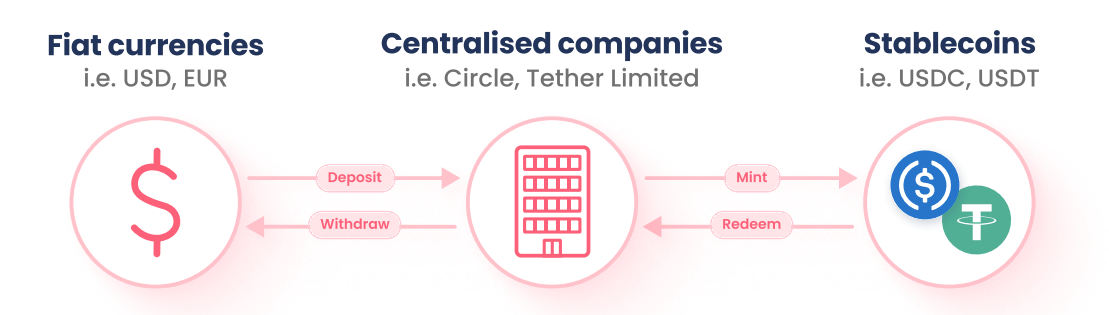 Fiat currencies
i.e. USD, EUR
Centralised companies
i.e. Circle, Tether Limited
Stablecoins
i.e. USDC, USDT
Deposit
Withdraw
Mint
Redeem